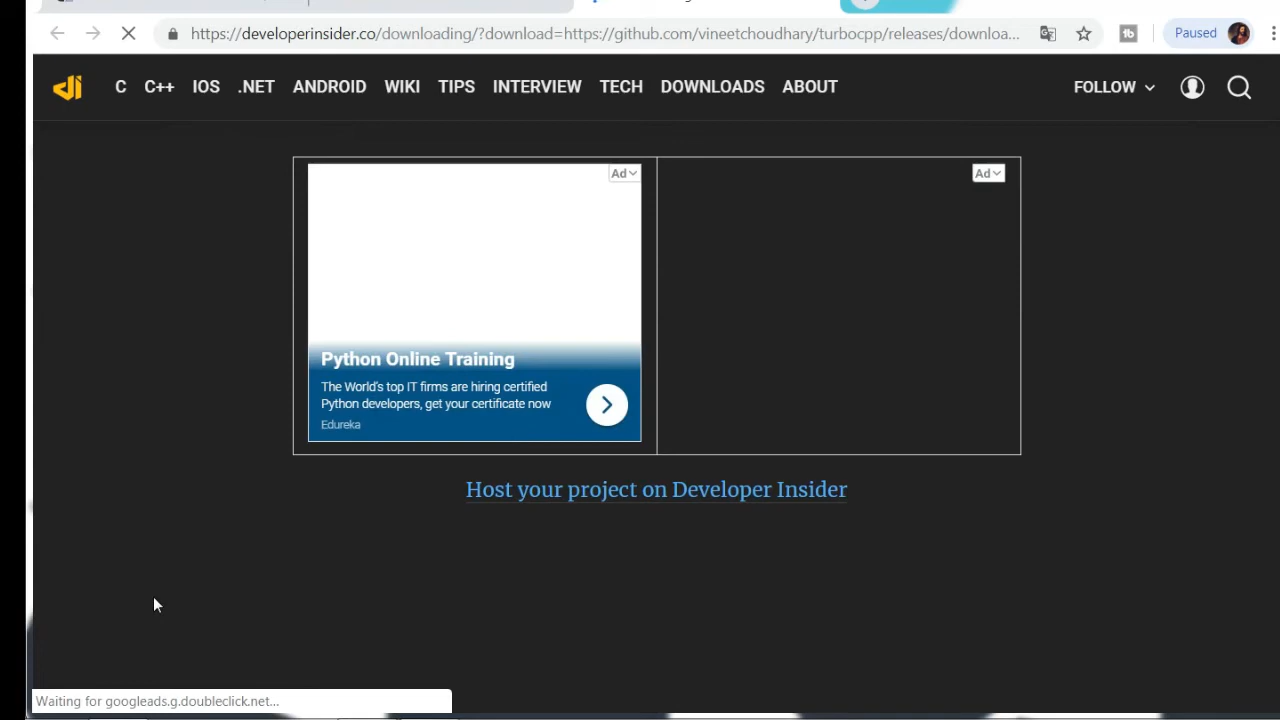 https://developerinsider.co/downloading/?download=https://github.com/vineetchoudhary/turbocpp/releases/downloa...
Paused
C C++ IOS .NET ANDROID WIKI TIPS INTERVIEW TECH DOWNLOADS ABOUT FOLLOW
Ad
Ad
Python Online Training
The World's top IT firms are hiring certified
Python developers, get your certificate now
Edureka
Host your project on Developer Insider
Waiting for googleads.g.doubleclick.net...